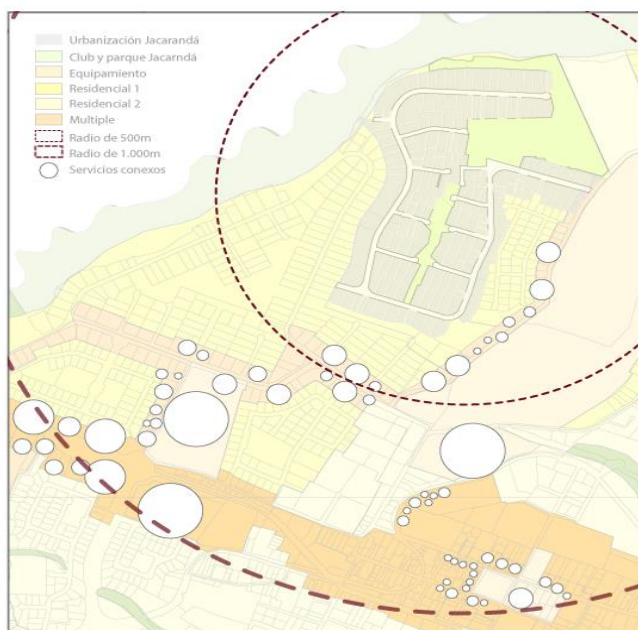 Urbanización Jacarandá
Club y parque Jacarndá
Equipamiento
Residencial 1
Residencial 2
Multiple
Radio de 500m
Radio de 1.000m
Servicios conexos